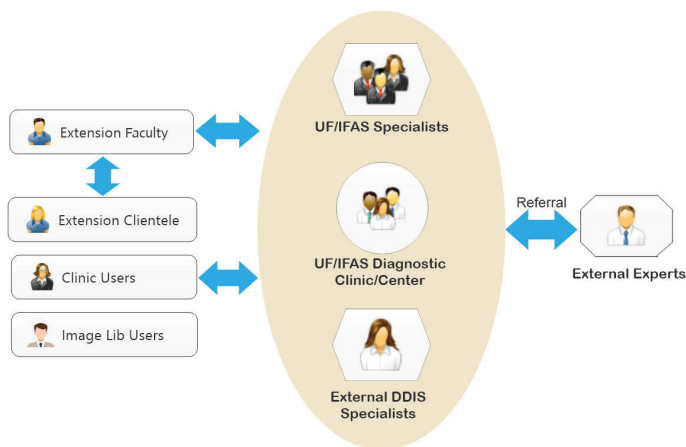 Extension Faculty
Extension Clientele
Clinic Users
Image Lib Users
UF/IFAS Specialists
UF/IFAS Diagnostic
Clinic/Center
External DDIS
Specialists
Referral
External Experts